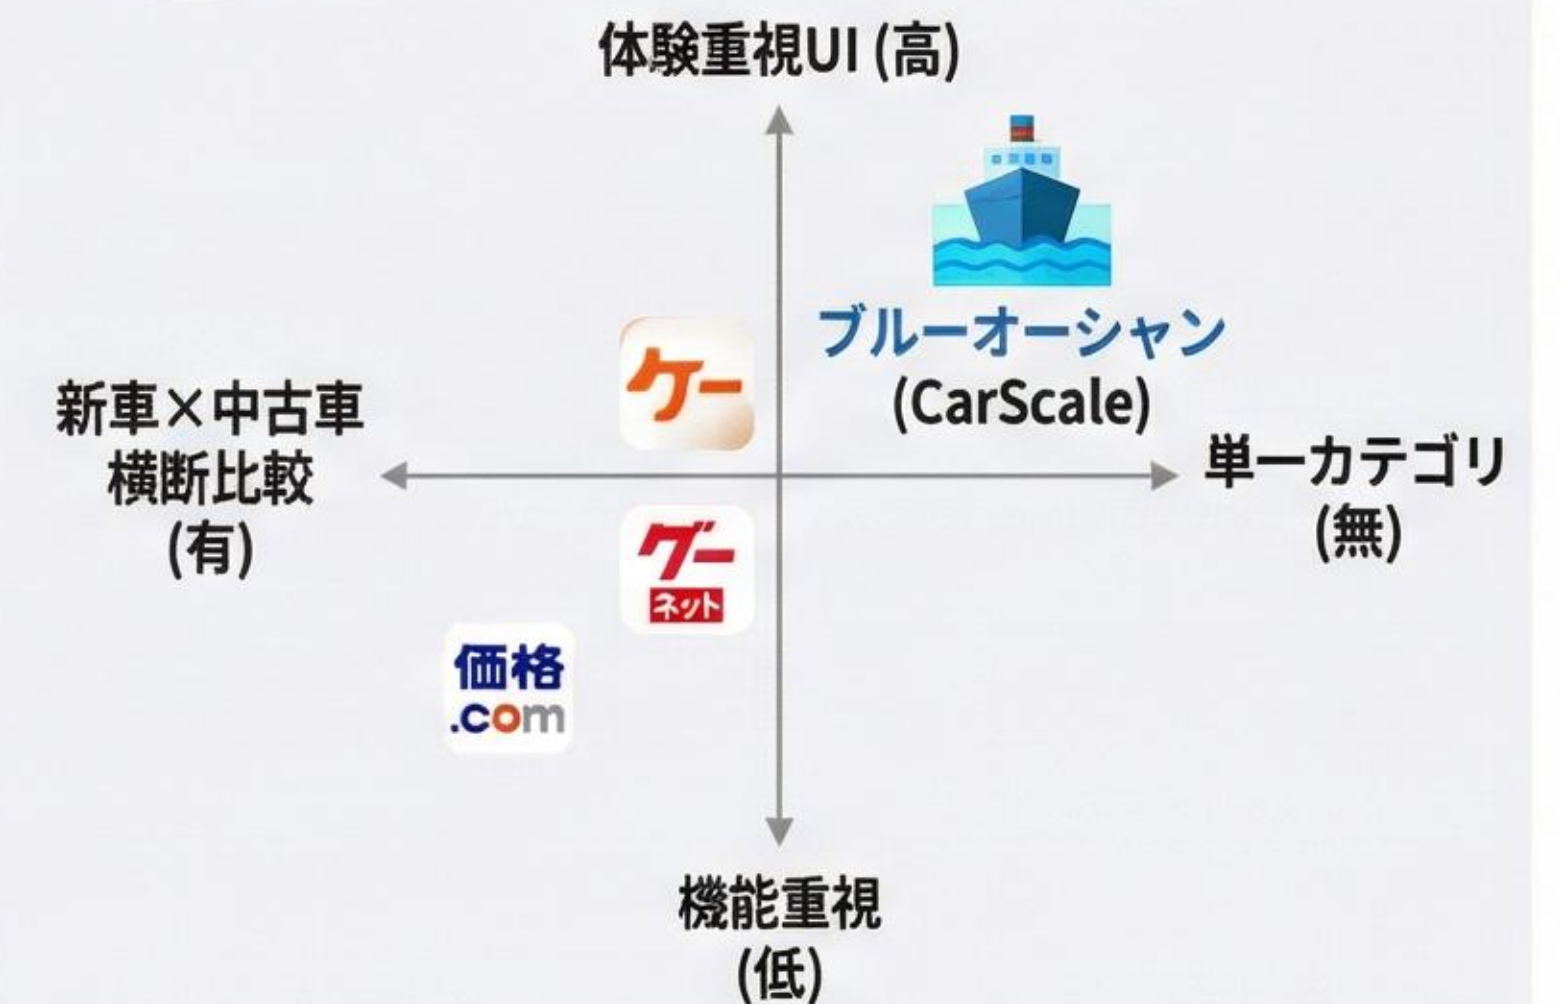 体験重視UI (高)
ブルーオーシャン
(CarScale)
ケー
新車×中古車
横断比較
(有)
単一カテゴリ
(無)
グー
ネット
価格
.com
機能重視
(低)